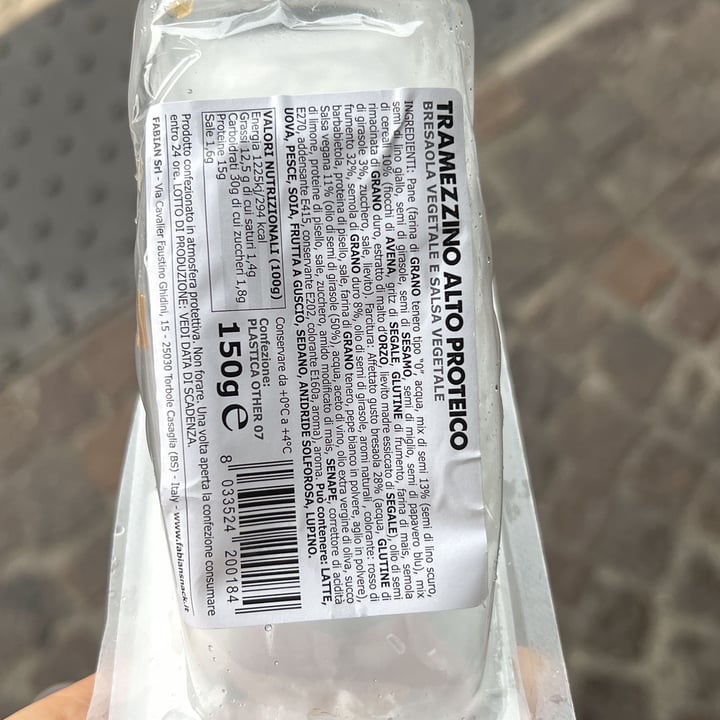 TRAMEZZINO ALTO PROTEICO
BRESAOLA VEGETALE E SALSA VEGETALE
INGREDIENTI: Pane (farina di GRANO tenero tipo "0", acqua, mix di semi 13% (semi di lino scuro,
semi di lino giallo, semi di girasole, semi di SESAMO, semi di miglio, semi di papavero blu), mix
di cereali 10% (fiocchi di AVENA, gritz di SEGALE, GLUTINE di frumento, farina di mais, semola
rimacinata di GRANO duro, estratto di malto d'ORZO, lievito madre essiccato di SEGALE), olio di semi
di girasole 3%, zucchero, sale, lievito). Farcitura: Affettato gusto bresaola 28% (acqua, GLUTINE di
frumento 32%, semola di GRANO duro 8%, olio di semi di girasole, aromi naturali, colorante: rosso di
barbabietola, proteina di pisello, sale, farina di GRANO tenero, pepe bianco in polvere, aglio in polvere),
Salsa vegana 11% (olio di semi di girasole (50%), acqua, aceto di vino, olio extra vergine di oliva, succo
di limone, proteine di pisello, sale, zucchero, amido modificato di mais, SENAPE, correttore di acidità
E270, addensante E415, conservante E202, colorante E160a, aroma), aroma. Può contenere: LATTE,
UOVA, PESCE, SOIA, FRUTTA A GUSCIO, SEDANO, ANIDRIDE SOLFOROSA, LUPINO.
VALORI NUTRIZIONALI (100g)
Energia 1225kj/294 kcal
Grassi 12,5 g di cui saturi 1,4g
Carboidrati 30g di cui zuccheri 1,8g
Proteine 15g
Sale 1,6g
Conservare da +0°C a +4°C
Confezione:
PLASTICA OTHER 07
150g e
8 033524 200184
Prodotto confezionato in atmosfera protettiva. Non forare. Una volta aperta la confezione consumare
entro 24 ore. LOTTO DI PRODUZIONE: VEDI DATA DI SCADENZA.
FABIAN Srl - Via Cavalier Faustino Ghidini, 15 - 25030 Torbole Casaglia (BS) - Italy - www.fabiansnack.it